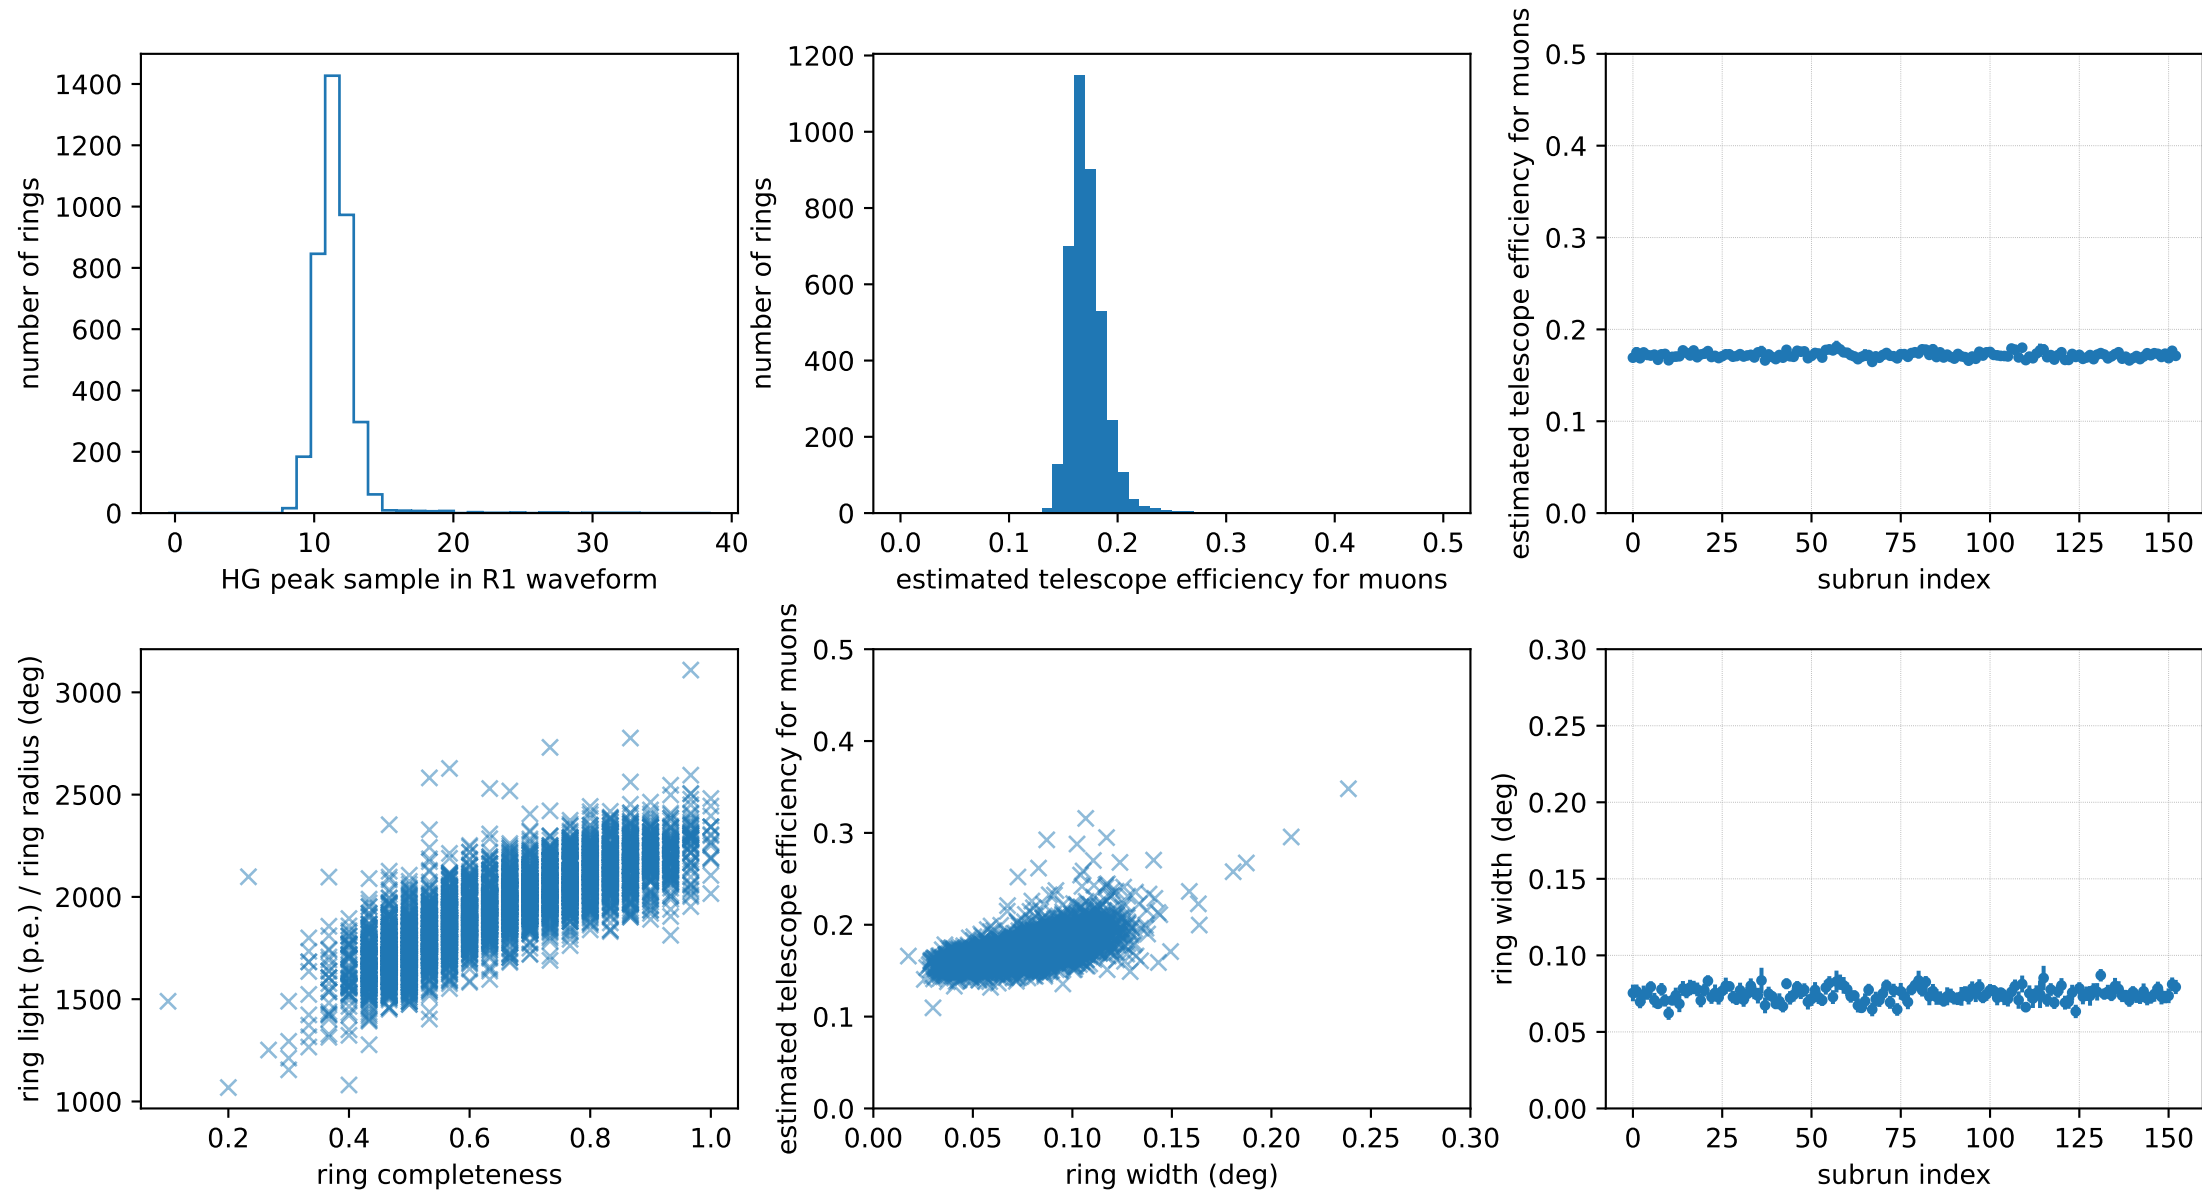 number of rings
1400
1200
1000
800
600
400
200
0
0 10 20 30 40
HG peak sample in R1 waveform
number of rings
1200
1000
800
600
400
200
0
0.0 0.1 0.2 0.3 0.4 0.5
estimated telescope efficiency for muons
estimated telescope efficiency for muons
0.5
0.4
0.3
0.2
0.1
0.0
0 25 50 75 100 125 150
subrun index
ring light (p.e.) / ring radius (deg)
3000
2500
2000
1500
1000
0.2 0.4 0.6 0.8 1.0
ring completeness
estimated telescope efficiency for muons
0.5
0.4
0.3
0.2
0.1
0.0
0.00 0.05 0.10 0.15 0.20 0.25 0.30
ring width (deg)
ring width (deg)
0.30
0.25
0.20
0.15
0.10
0.05
0.00
0 25 50 75 100 125 150
subrun index